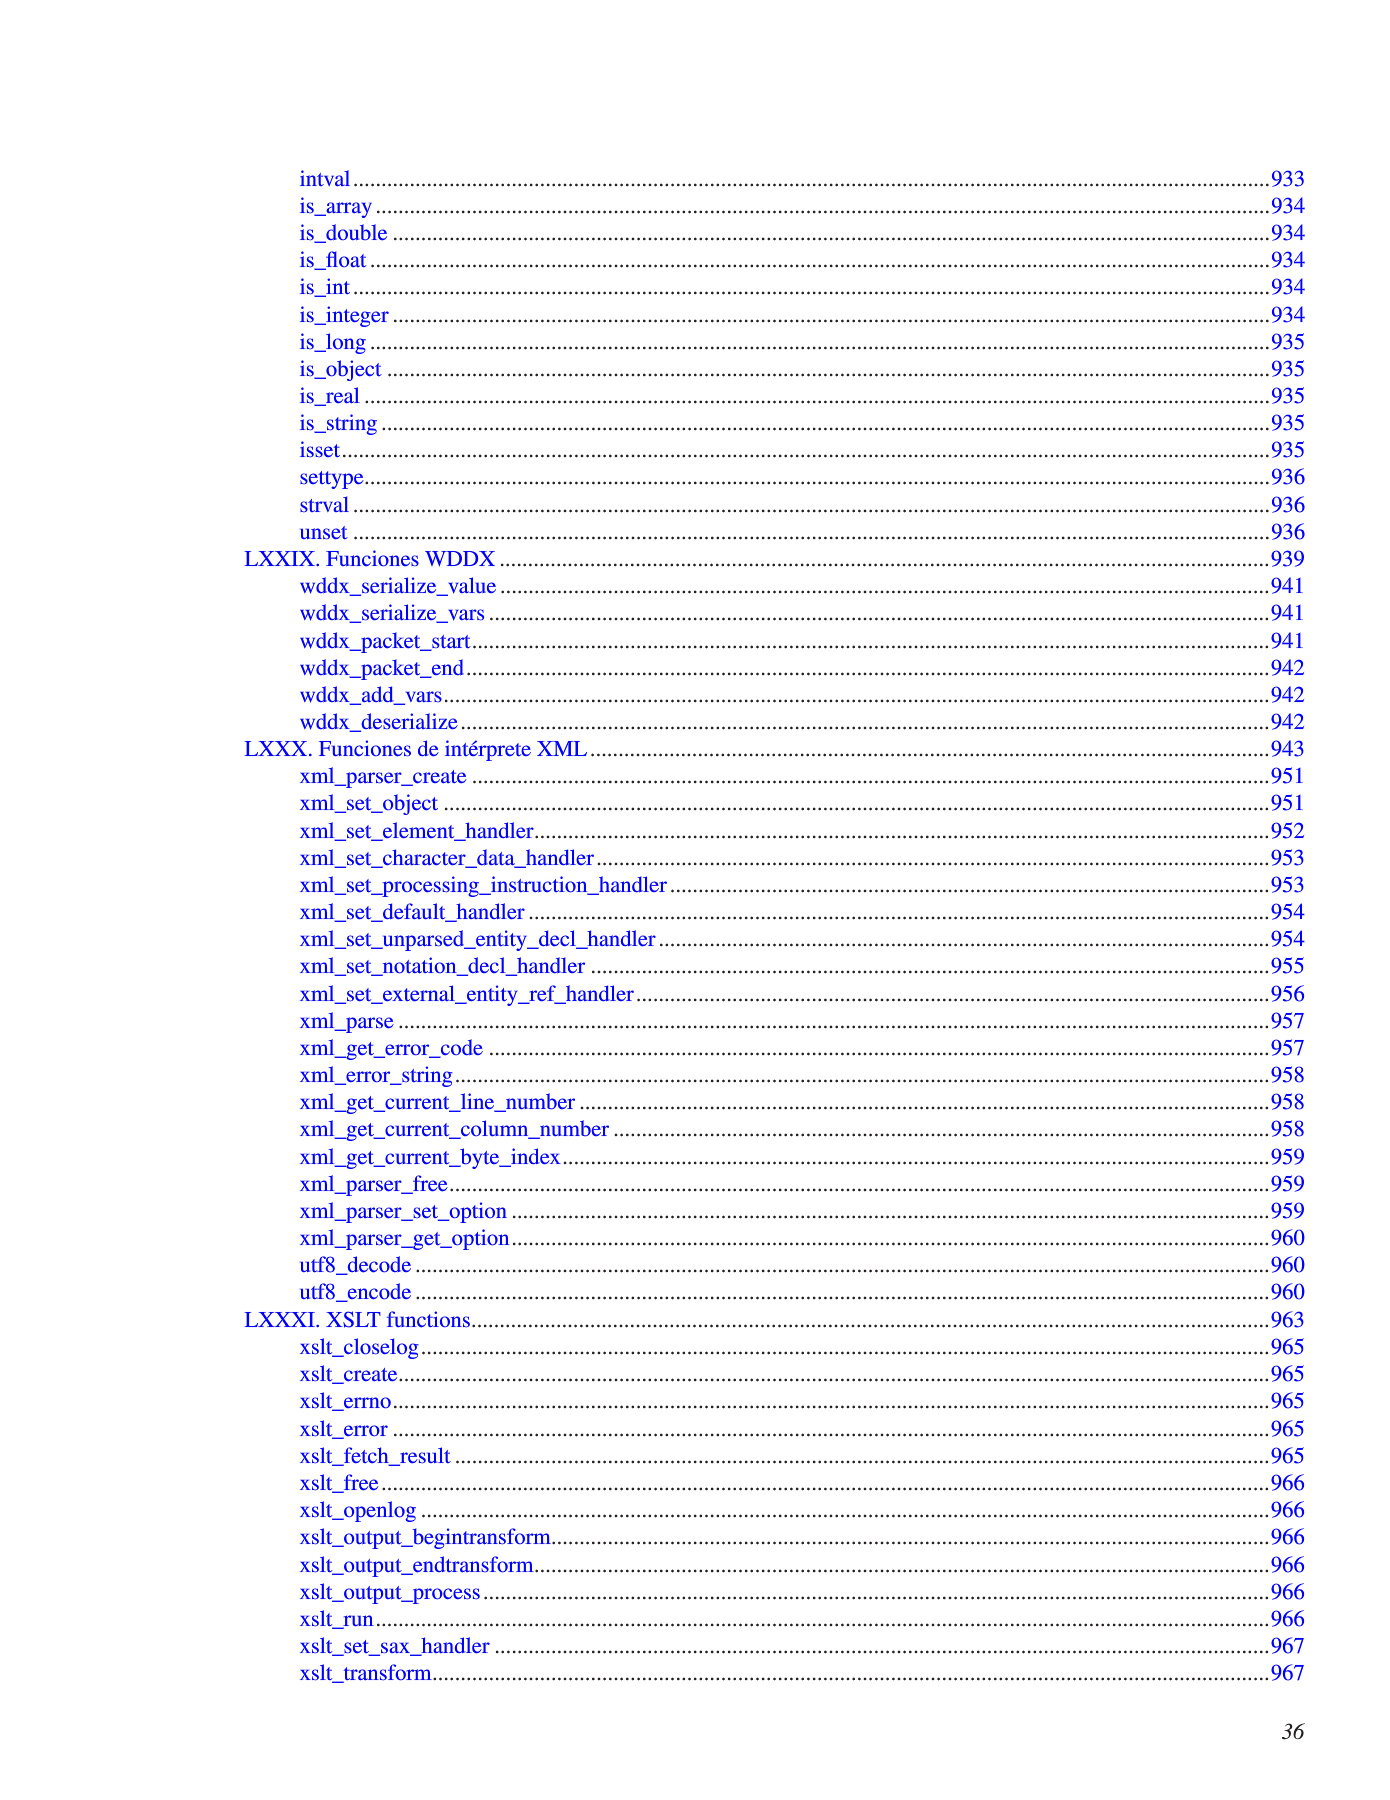 intval.....933
is_array.....934
is_double.....934
is_float.....934
is_int.....934
is_integer.....934
is_long.....935
is_object.....935
is_real.....935
is_string.....935
isset.....935
settype.....936
strval.....936
unset.....936
LXXIX. Funciones WDDX.....939
wddx_serialize_value.....941
wddx_serialize_vars.....941
wddx_packet_start.....941
wddx_packet_end.....942
wddx_add_vars.....942
wddx_deserialize.....942
LXXX. Funciones de intérprete XML.....943
xml_parser_create.....951
xml_set_object.....951
xml_set_element_handler.....952
xml_set_character_data_handler.....953
xml_set_processing_instruction_handler.....953
xml_set_default_handler.....954
xml_set_unparsed_entity_decl_handler.....954
xml_set_notation_decl_handler.....955
xml_set_external_entity_ref_handler.....956
xml_parse.....957
xml_get_error_code.....957
xml_error_string.....958
xml_get_current_line_number.....958
xml_get_current_column_number.....958
xml_get_current_byte_index.....959
xml_parser_free.....959
xml_parser_set_option.....959
xml_parser_get_option.....960
utf8_decode.....960
utf8_encode.....960
LXXXI. XSLT functions.....963
xslt_closelog.....965
xslt_create.....965
xslt_errno.....965
xslt_error.....965
xslt_fetch_result.....965
xslt_free.....966
xslt_openlog.....966
xslt_output_begintransform.....966
xslt_output_endtransform.....966
xslt_output_process.....966
xslt_run.....966
xslt_set_sax_handler.....967
xslt_transform.....967
36